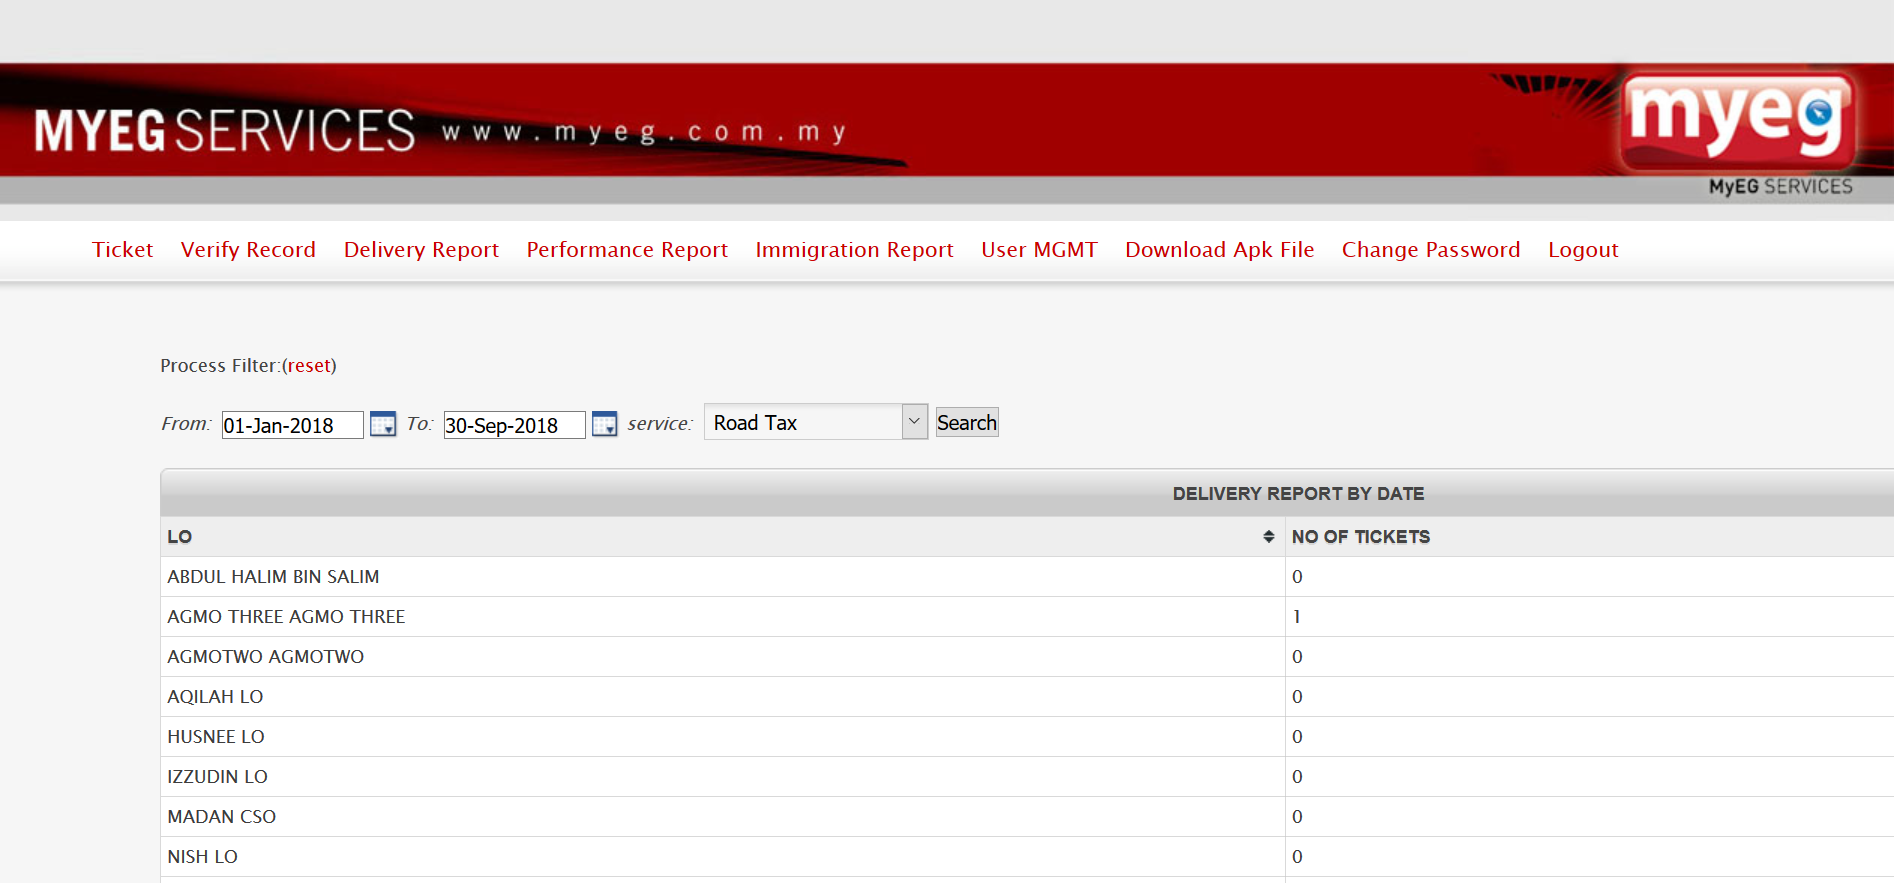 MYEG SERVICES www.myeg.com.my
myeg
MyEG SERVICES
Ticket Verify Record Delivery Report Performance Report Immigration Report User MGMT Download Apk File Change Password Logout
Process Filter:(reset)
From: 01-Jan-2018 To: 30-Sep-2018 service: Road Tax Search
DELIVERY REPORT BY DATE
LO NO OF TICKETS
ABDUL HALIM BIN SALIM 0
AGMO THREE AGMO THREE 1
AGMOTWO AGMOTWO 0
AQILAH LO 0
HUSNEE LO 0
IZZUDIN LO 0
MADAN CSO 0
NISH LO 0